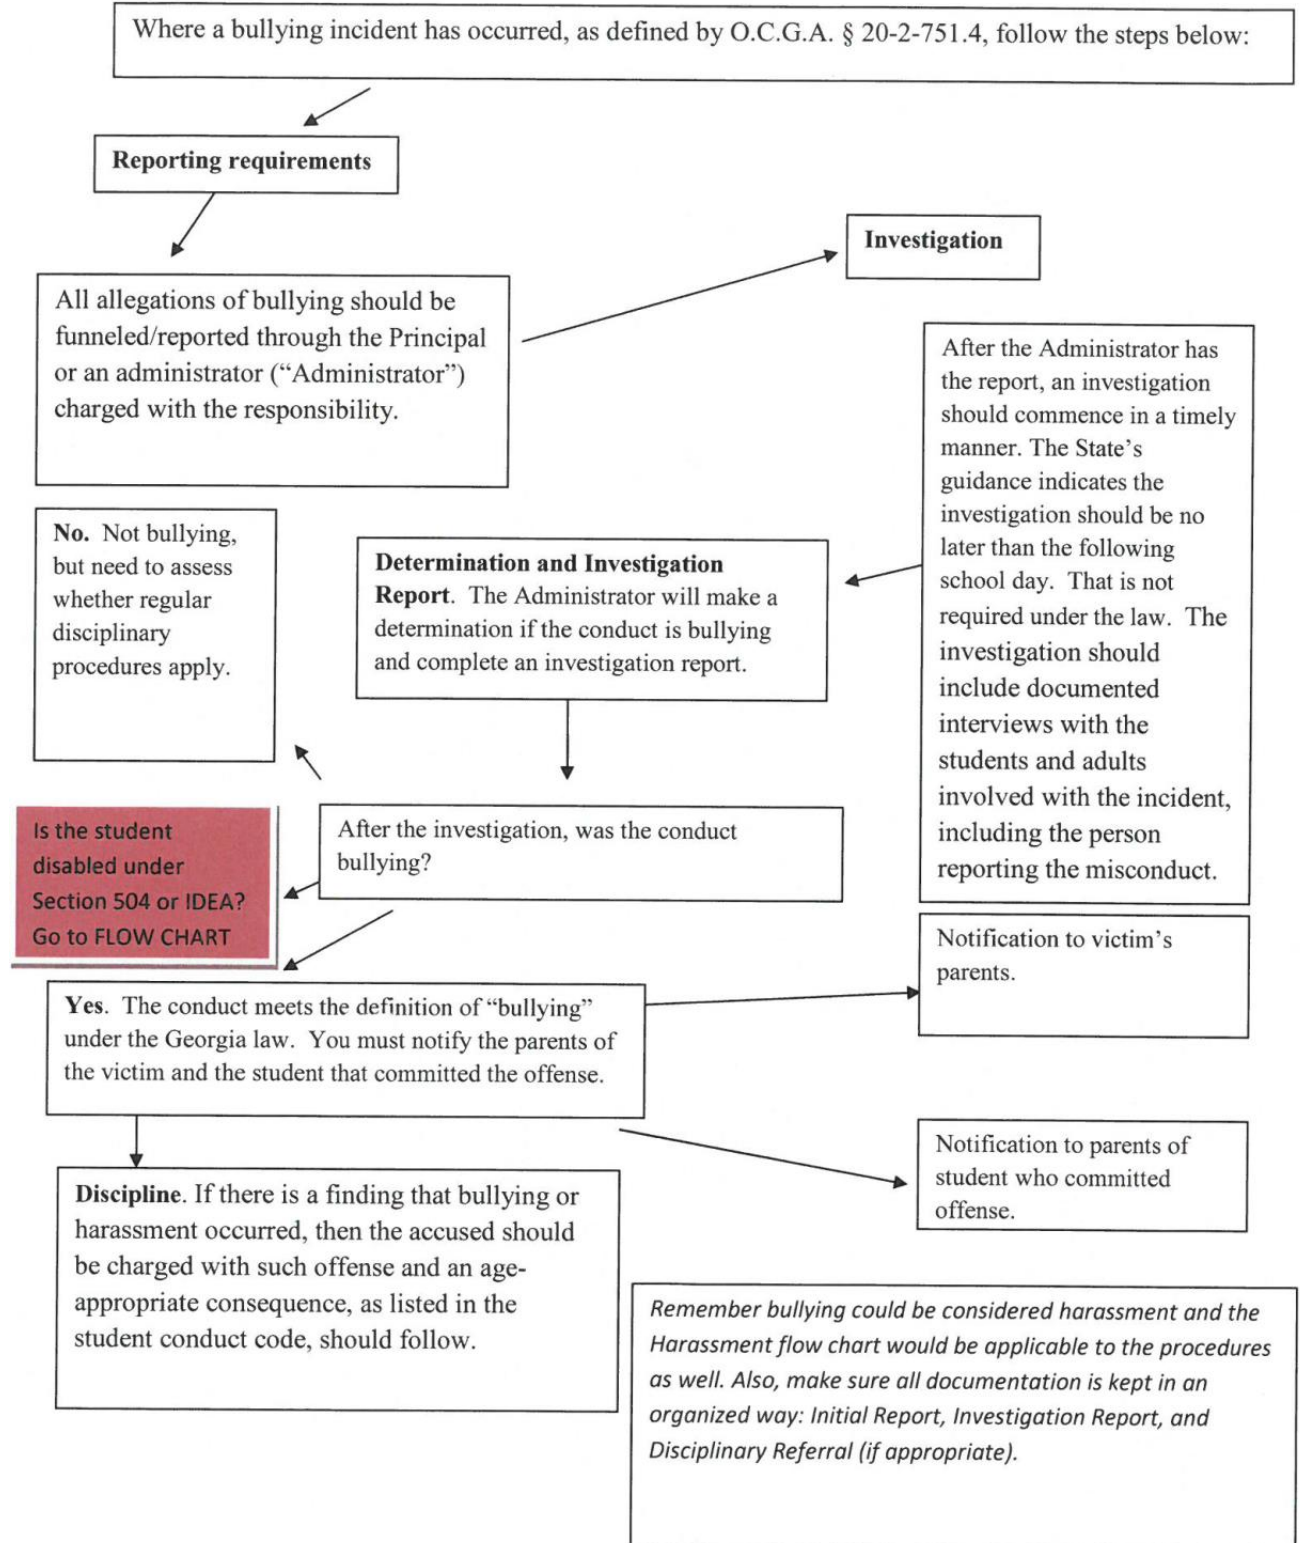 Where a bullying incident has occurred, as defined by O.C.G.A. § 20-2-751.4, follow the steps below:
Reporting requirements
Investigation
All allegations of bullying should be
funneled/reported through the Principal
or an administrator (“Administrator”)
charged with the responsibility.
After the Administrator has
the report, an investigation
should commence in a timely
manner. The State’s
guidance indicates the
investigation should be no
later than the following
school day. That is not
required under the law. The
investigation should
include documented
interviews with the
students and adults
involved with the incident,
including the person
reporting the misconduct.
No. Not bullying,
but need to assess
whether regular
disciplinary
procedures apply.
Determination and Investigation
Report. The Administrator will make a
determination if the conduct is bullying
and complete an investigation report.
Is the student
disabled under
Section 504 or IDEA?
Go to FLOW CHART
After the investigation, was the conduct
bullying?
Notification to victim’s
parents.
Yes. The conduct meets the definition of “bullying”
under the Georgia law. You must notify the parents of
the victim and the student that committed the offense.
Notification to parents of
student who committed
offense.
Discipline. If there is a finding that bullying or
harassment occurred, then the accused should
be charged with such offense and an age-
appropriate consequence, as listed in the
student conduct code, should follow.
Remember bullying could be considered harassment and the
Harassment flow chart would be applicable to the procedures
as well. Also, make sure all documentation is kept in an
organized way: Initial Report, Investigation Report, and
Disciplinary Referral (if appropriate).